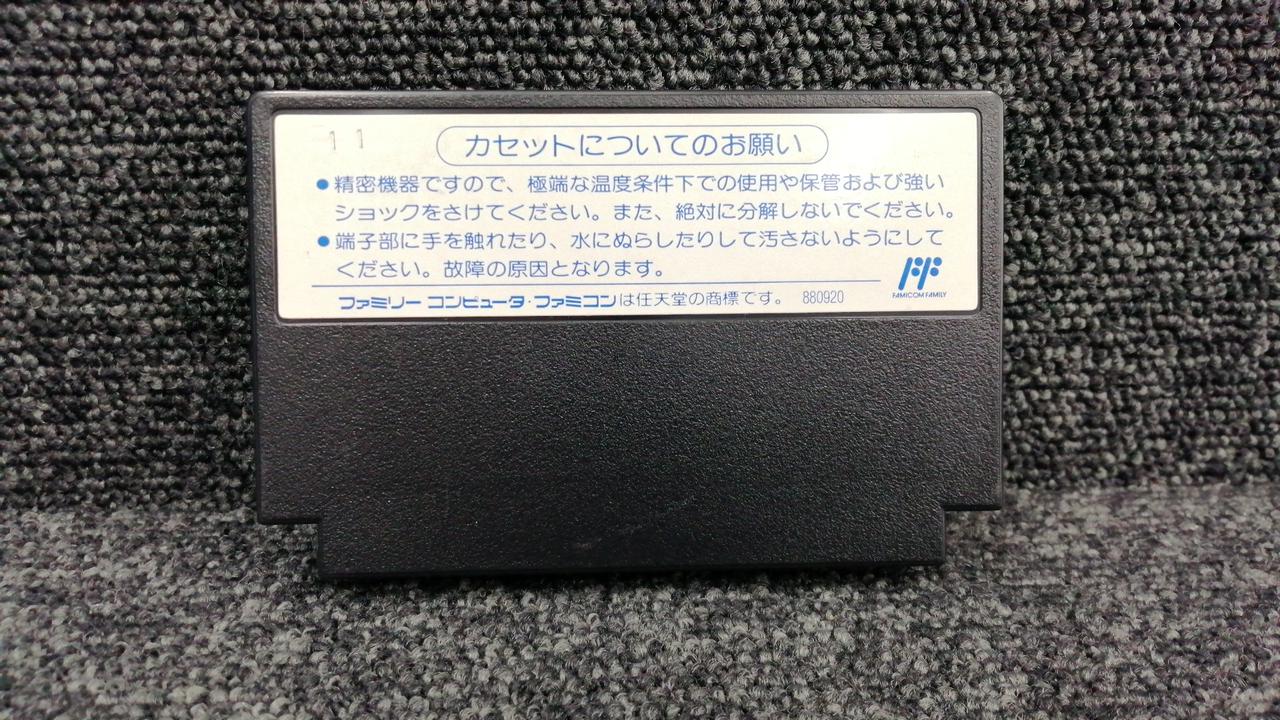 11
カセットについてのお願い
●精密機器ですので、極端な温度条件下での使用や保管および強い
ショックをさけてください。また、絶対に分解しないでください。
●端子部に手を触れたり、水にぬらしたりして汚さないようにして
ください。故障の原因となります。
ファミリー コンピュータ・ファミコンは任天堂の商標です。 880920
FF
FAMICOM FAMILY